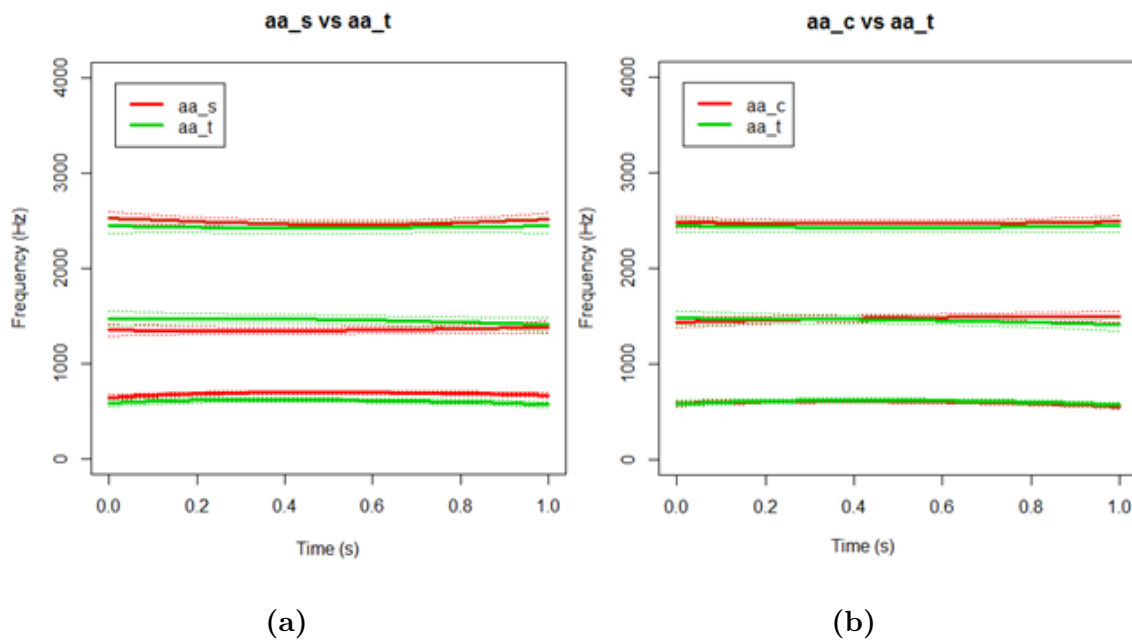 aa_s vs aa_t
aa_s
aa_t
Frequency (Hz)
4000
3000
2000
1000
0
0.0 0.2 0.4 0.6 0.8 1.0
Time (s)
(a)
aa_c vs aa_t
aa_c
aa_t
Frequency (Hz)
4000
3000
2000
1000
0
0.0 0.2 0.4 0.6 0.8 1.0
Time (s)
(b)